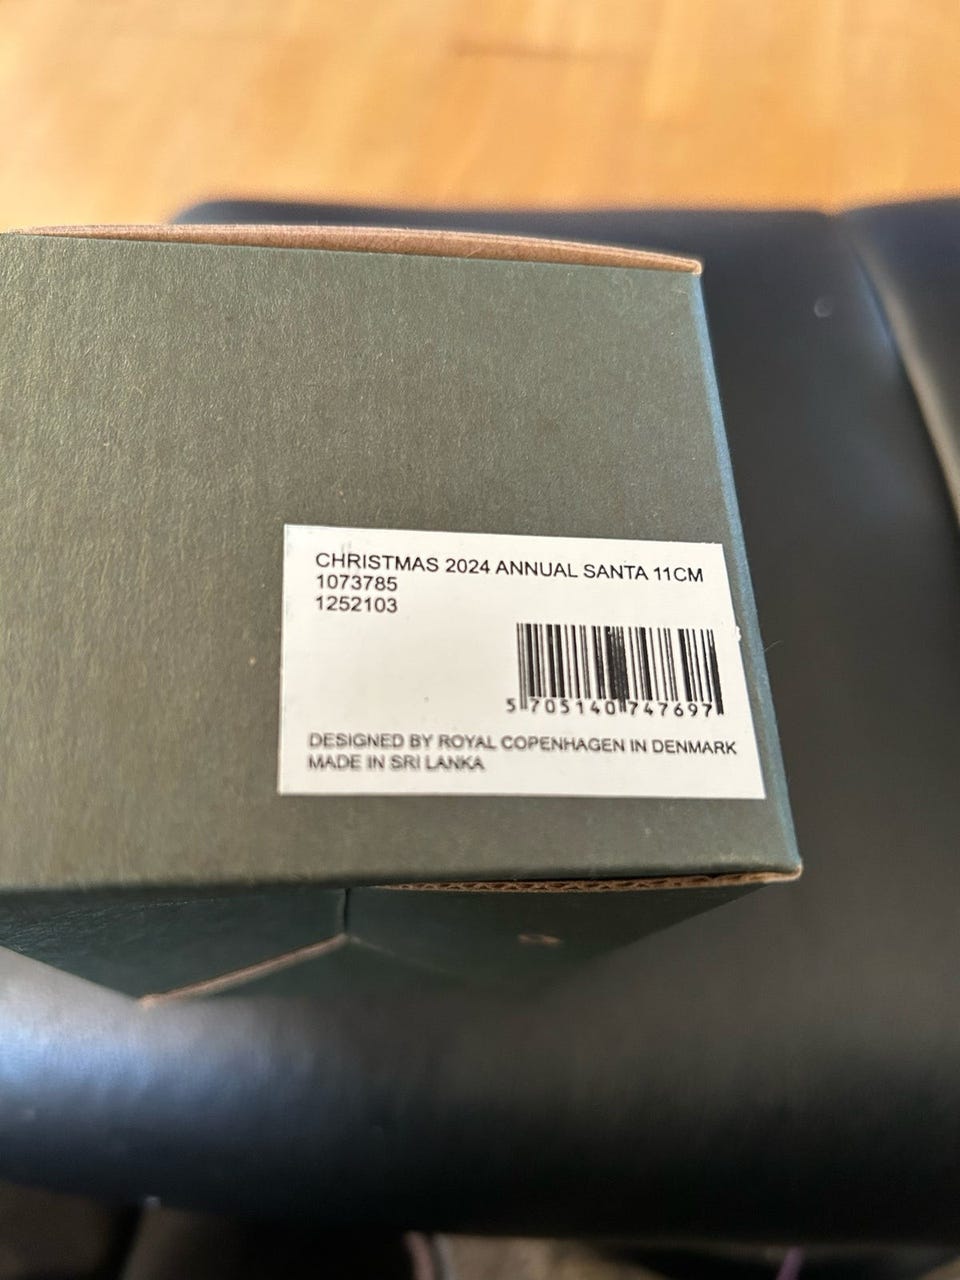 CHRISTMAS 2024 ANNUAL SANTA 11CM
1073785
1252103
5 705140 747697
DESIGNED BY ROYAL COPENHAGEN IN DENMARK
MADE IN SRI LANKA